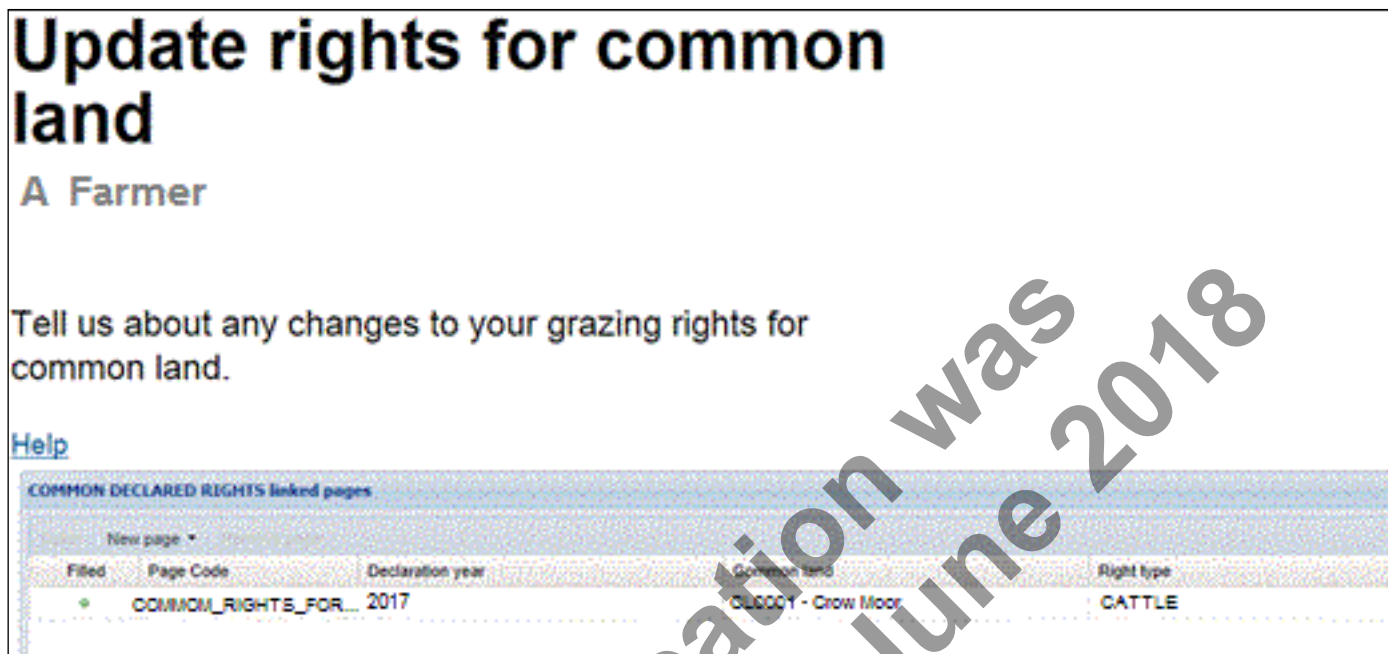 Update rights for common
land
A Farmer
Tell us about any changes to your grazing rights for
common land.
Help
COMMON DECLARED RIGHTS linked pages
New page
Filled Page Code Declaration year Common land Right type
COMMOM_RIGHTS_FOR... 2017 CL0001 - Crow Moor CATTLE
ation was
June 2018